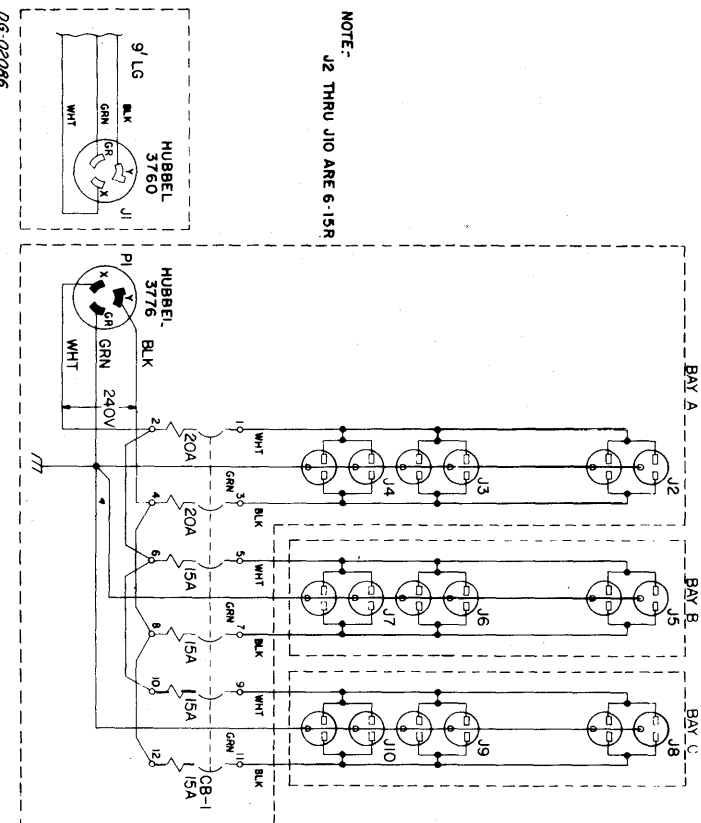 NOTE:-
J2 THRU J10 ARE 6-15R
9' LG
BLK
GRN
WHT
HUBBEL
3760
GR
Y
X
J1
DG-02086
HUBBEL
3776
P1
X
Y
GR
BLK
GRN
WHT
240V
BAY A
J2
J3
J4
1
WHT
GRN
3
BLK
2
20A
4
20A
4
BAY B
J5
J6
J7
5
WHT
GRN
7
BLK
6
15A
8
15A
BAY C
J8
J9
J10
9
WHT
GRN
11
BLK
10
15A
12
15A
CB-1